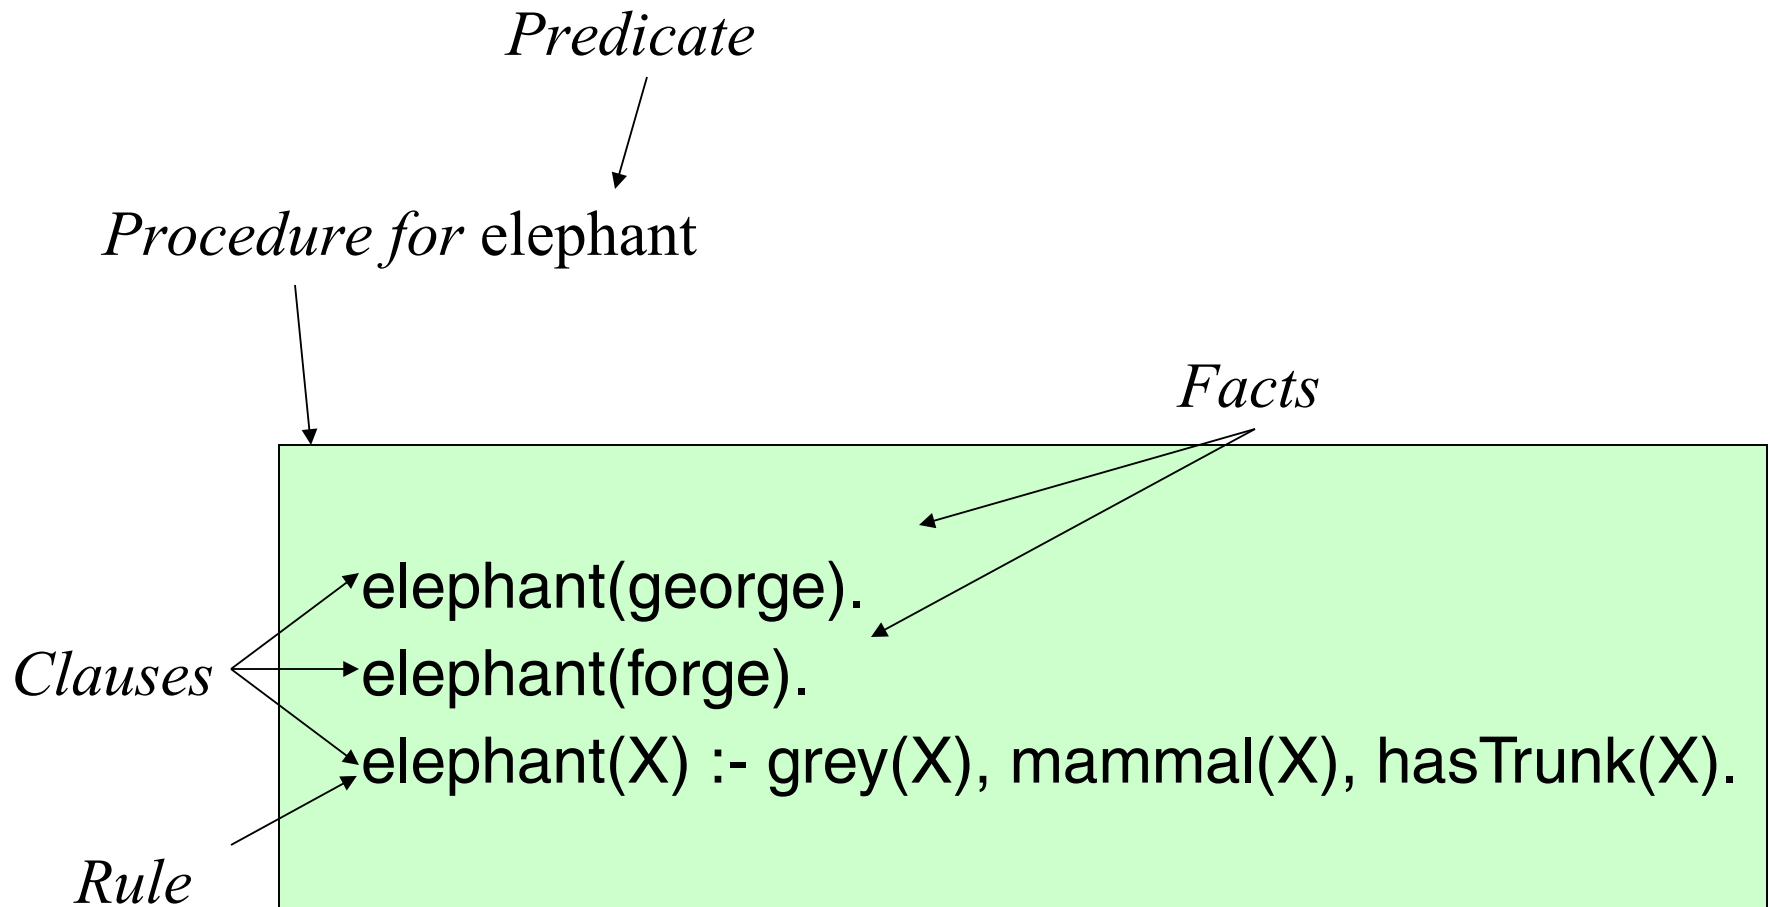 Predicate
Procedure for elephant
Facts
elephant(george).
Clauses
elephant(forge).
elephant(X) :- grey(X), mammal(X), hasTrunk(X).
Rule